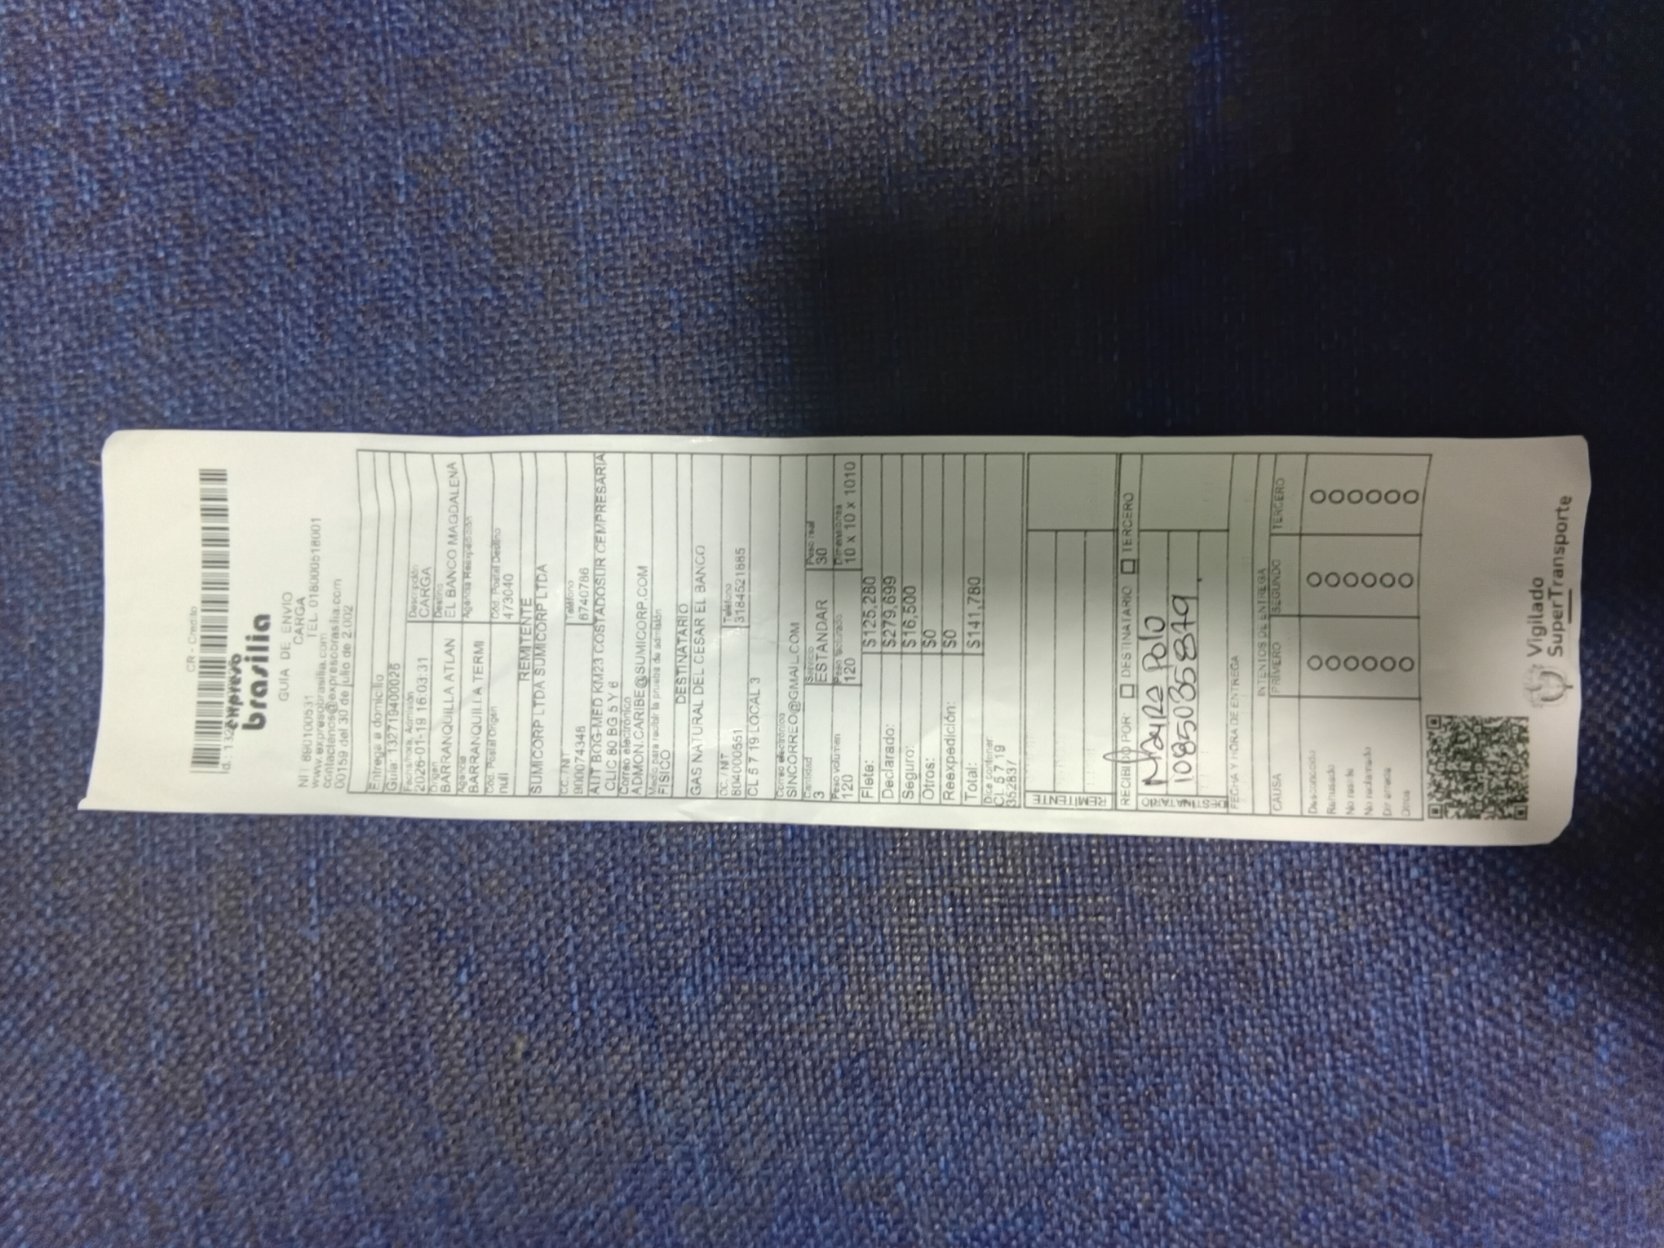 CR - Credito
expreso
brasilia
GUIA DE ENVIO
CARGA
NIT 890100531 TEL 018000518001
www.expresobrasilia.com
contactenos@expresobrasilia.com
00159 del 30 de julio de 2.002
Entrega a domicilio
Guia 1327194000026
Fecha/Hora Admisión
2026-01-19 16:03:31
Descripción
CARGA
Origen
BARRANQUILLA ATLAN
Destino
EL BANCO MAGDALENA
Agencia
BARRANQUILLA TERMI
Agencia Reexpedición
Cód. Postal Origen
null
Cód. Postal Destino
473040
REMITENTE
SUMICORP LTDA SUMICORP LTDA
CC / NIT
900074346
Teléfono
6740786
AUT BOG-MED KM23 COSTADOSUR CEMPRESARIA
CLIC 80 BG 5 Y 6
Correo electrónico
ADMON.CARIBE@SUMICORP.COM
Medio para recibir la prueba de admisión
FISICO
DESTINATARIO
GAS NATURAL DEL CESAR EL BANCO
CC / NIT
804000551
Teléfono
3184521885
CL 5 7 19 LOCAL 3
Correo electrónico
SINCORREO@GMAIL.COM
Cantidad
3
Servicio
ESTANDAR
Peso real
30
Peso volumen
120
Peso facturado
120
Dimensiones
10 x 10 x 1010
Flete: $125,280
Declarado: $279,699
Seguro: $16,500
Otros: $0
Reexpedición: $0
Total: $141,780
Dice contener
CL 5 7 19
352837
REMITENTE
RECIBIDO POR: DESTINATARIO TERCERO
DESTINATARIO
Mayra Polo
1085035879
FECHA Y HORA DE ENTREGA
INTENTOS DE ENTREGA
CAUSA PRIMERO SEGUNDO TERCERO
Desconocido
Rehusado
No reside
No reclamado
Dir errada
Otros
Vigilado
SuperTransporte